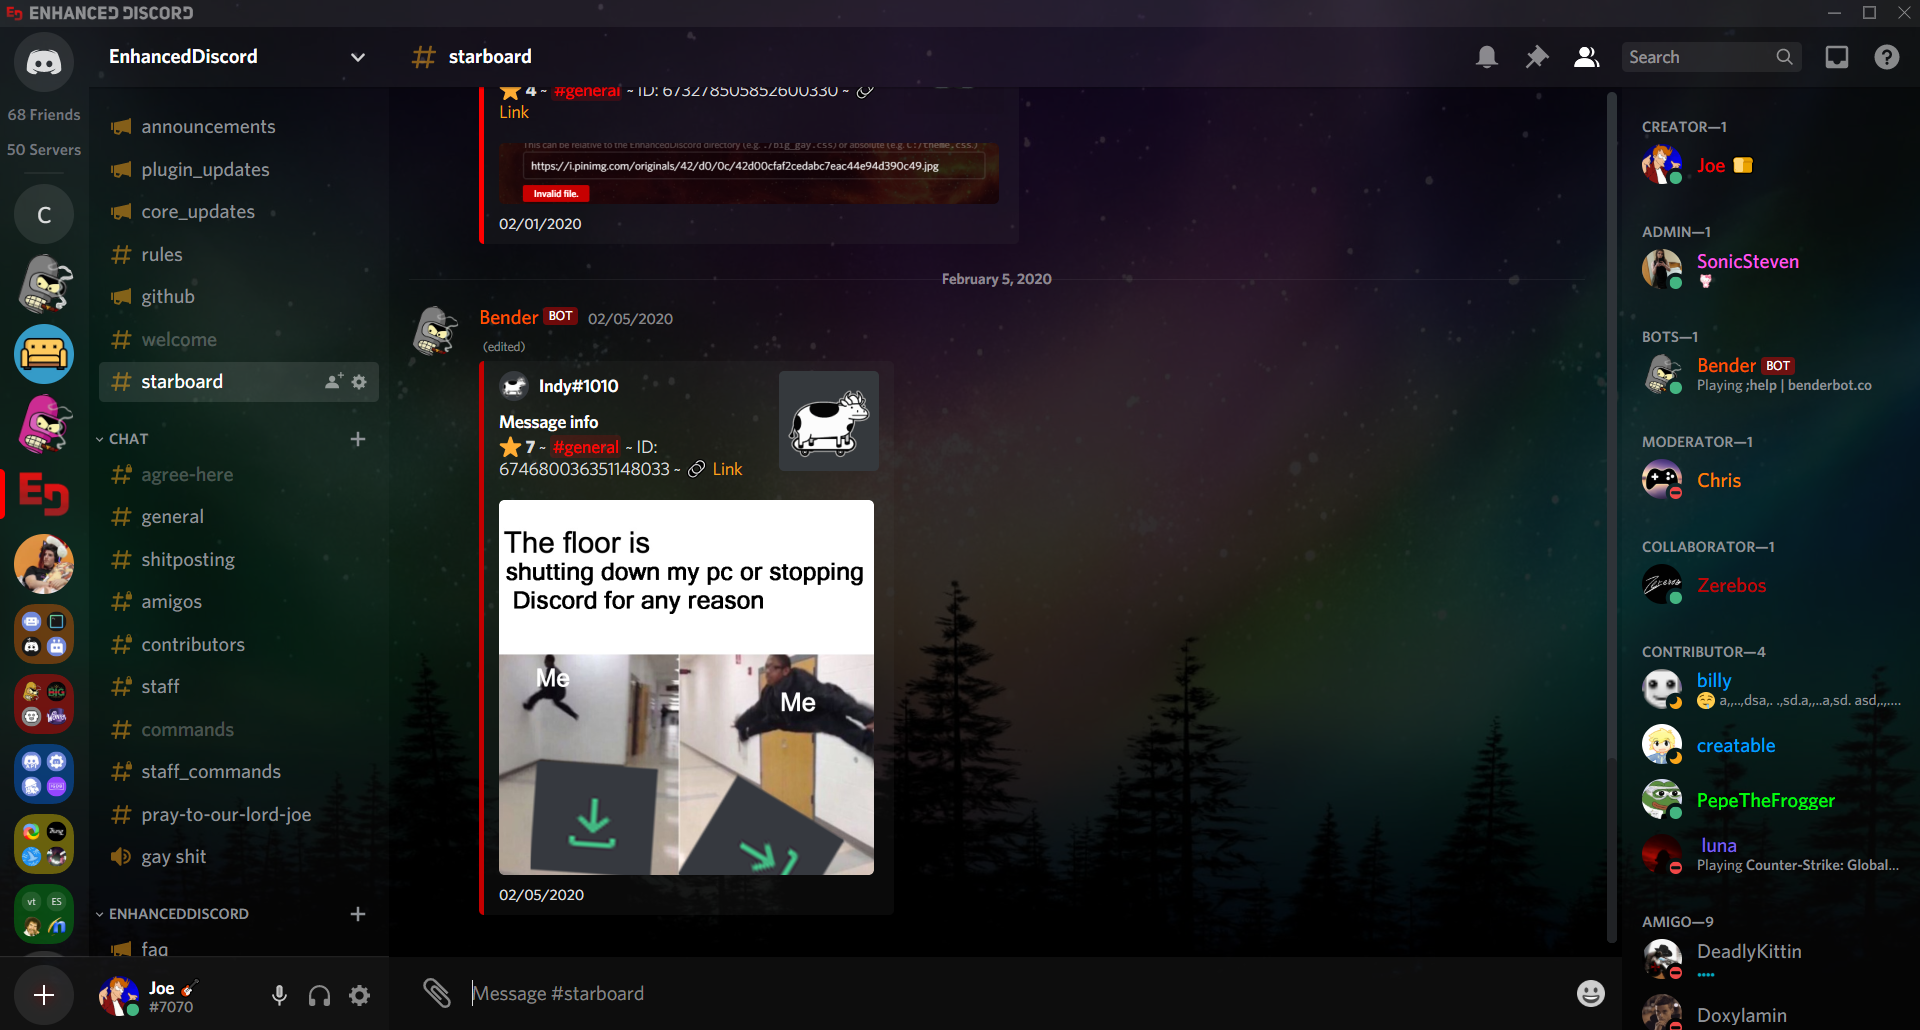 ED ENHANCED DISCORD
68 Friends
50 Servers
C
ED
vt ES
EnhancedDiscord
announcements
plugin_updates
core_updates
rules
github
welcome
starboard
CHAT
agree-here
general
shitposting
amigos
contributors
staff
commands
staff_commands
pray-to-our-lord-joe
gay shit
ENHANCEDDISCORD
faq
Joe
#7070
starboard
Search
4 ~ #general ~ ID: 673278505852600330 ~
Link
This can be relative to the EnhancedDiscord directory (e.g. ./big_gay.css) or absolute (e.g. C:/theme.css.)
https://i.pinimg.com/originals/42/d0/0c/42d00cfaf2cedabc7eac44e94d390c49.jpg
Invalid file.
02/01/2020
February 5, 2020
Bender BOT 02/05/2020
(edited)
Indy#1010
Message info
7 ~ #general ~ ID:
674680036351148033 ~ Link
The floor is
shutting down my pc or stopping
Discord for any reason
Me
Me
02/05/2020
Message #starboard
CREATOR—1
Joe
ADMIN—1
SonicSteven
BOTS—1
Bender BOT
Playing ;help | benderbot.co
MODERATOR—1
Chris
COLLABORATOR—1
Zerebos
CONTRIBUTOR—4
billy
a,,..,dsa,. .,sd.a,,..a,sd. asd,.,....
creatable
PepeTheFrogger
luna
Playing Counter-Strike: Global...
AMIGO—9
DeadlyKittin
Doxylamin